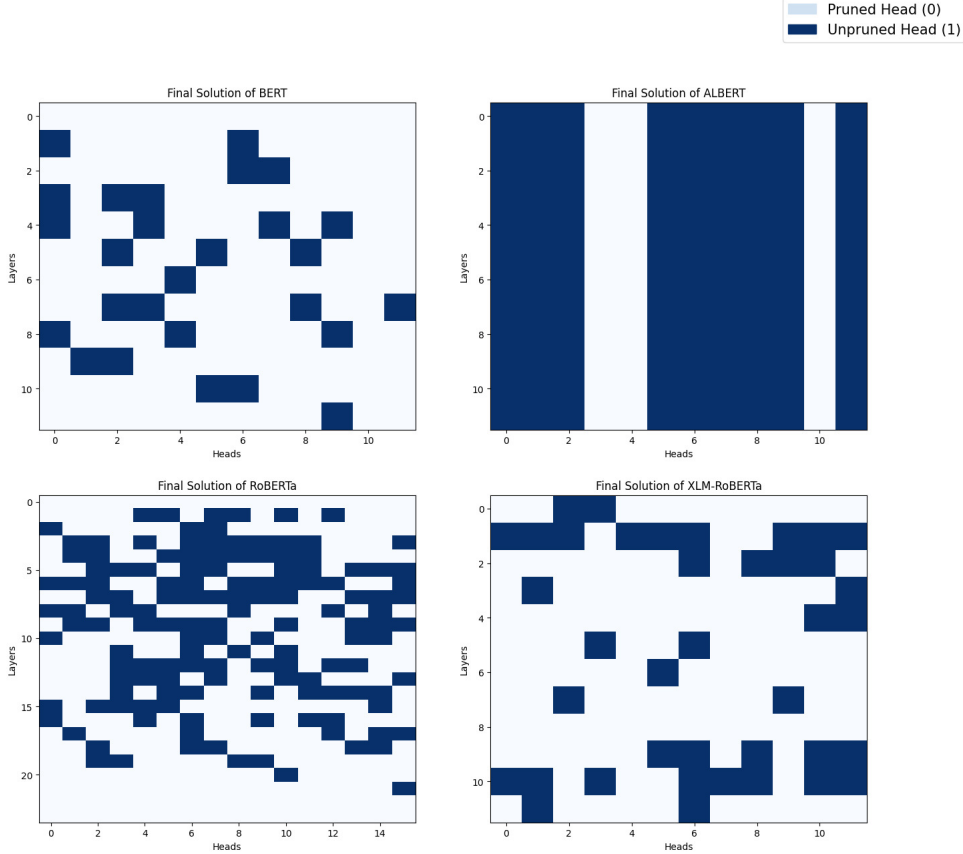 Pruned Head (0)
Unpruned Head (1)
Final Solution of BERT
Layers
0
2
4
6
8
10
0 2 4 6 8 10
Heads
Final Solution of ALBERT
Layers
0
2
4
6
8
10
0 2 4 6 8 10
Heads
Final Solution of RoBERTa
Layers
0
5
10
15
20
0 2 4 6 8 10 12 14
Heads
Final Solution of XLM-RoBERTa
Layers
0
2
4
6
8
10
0 2 4 6 8 10
Heads